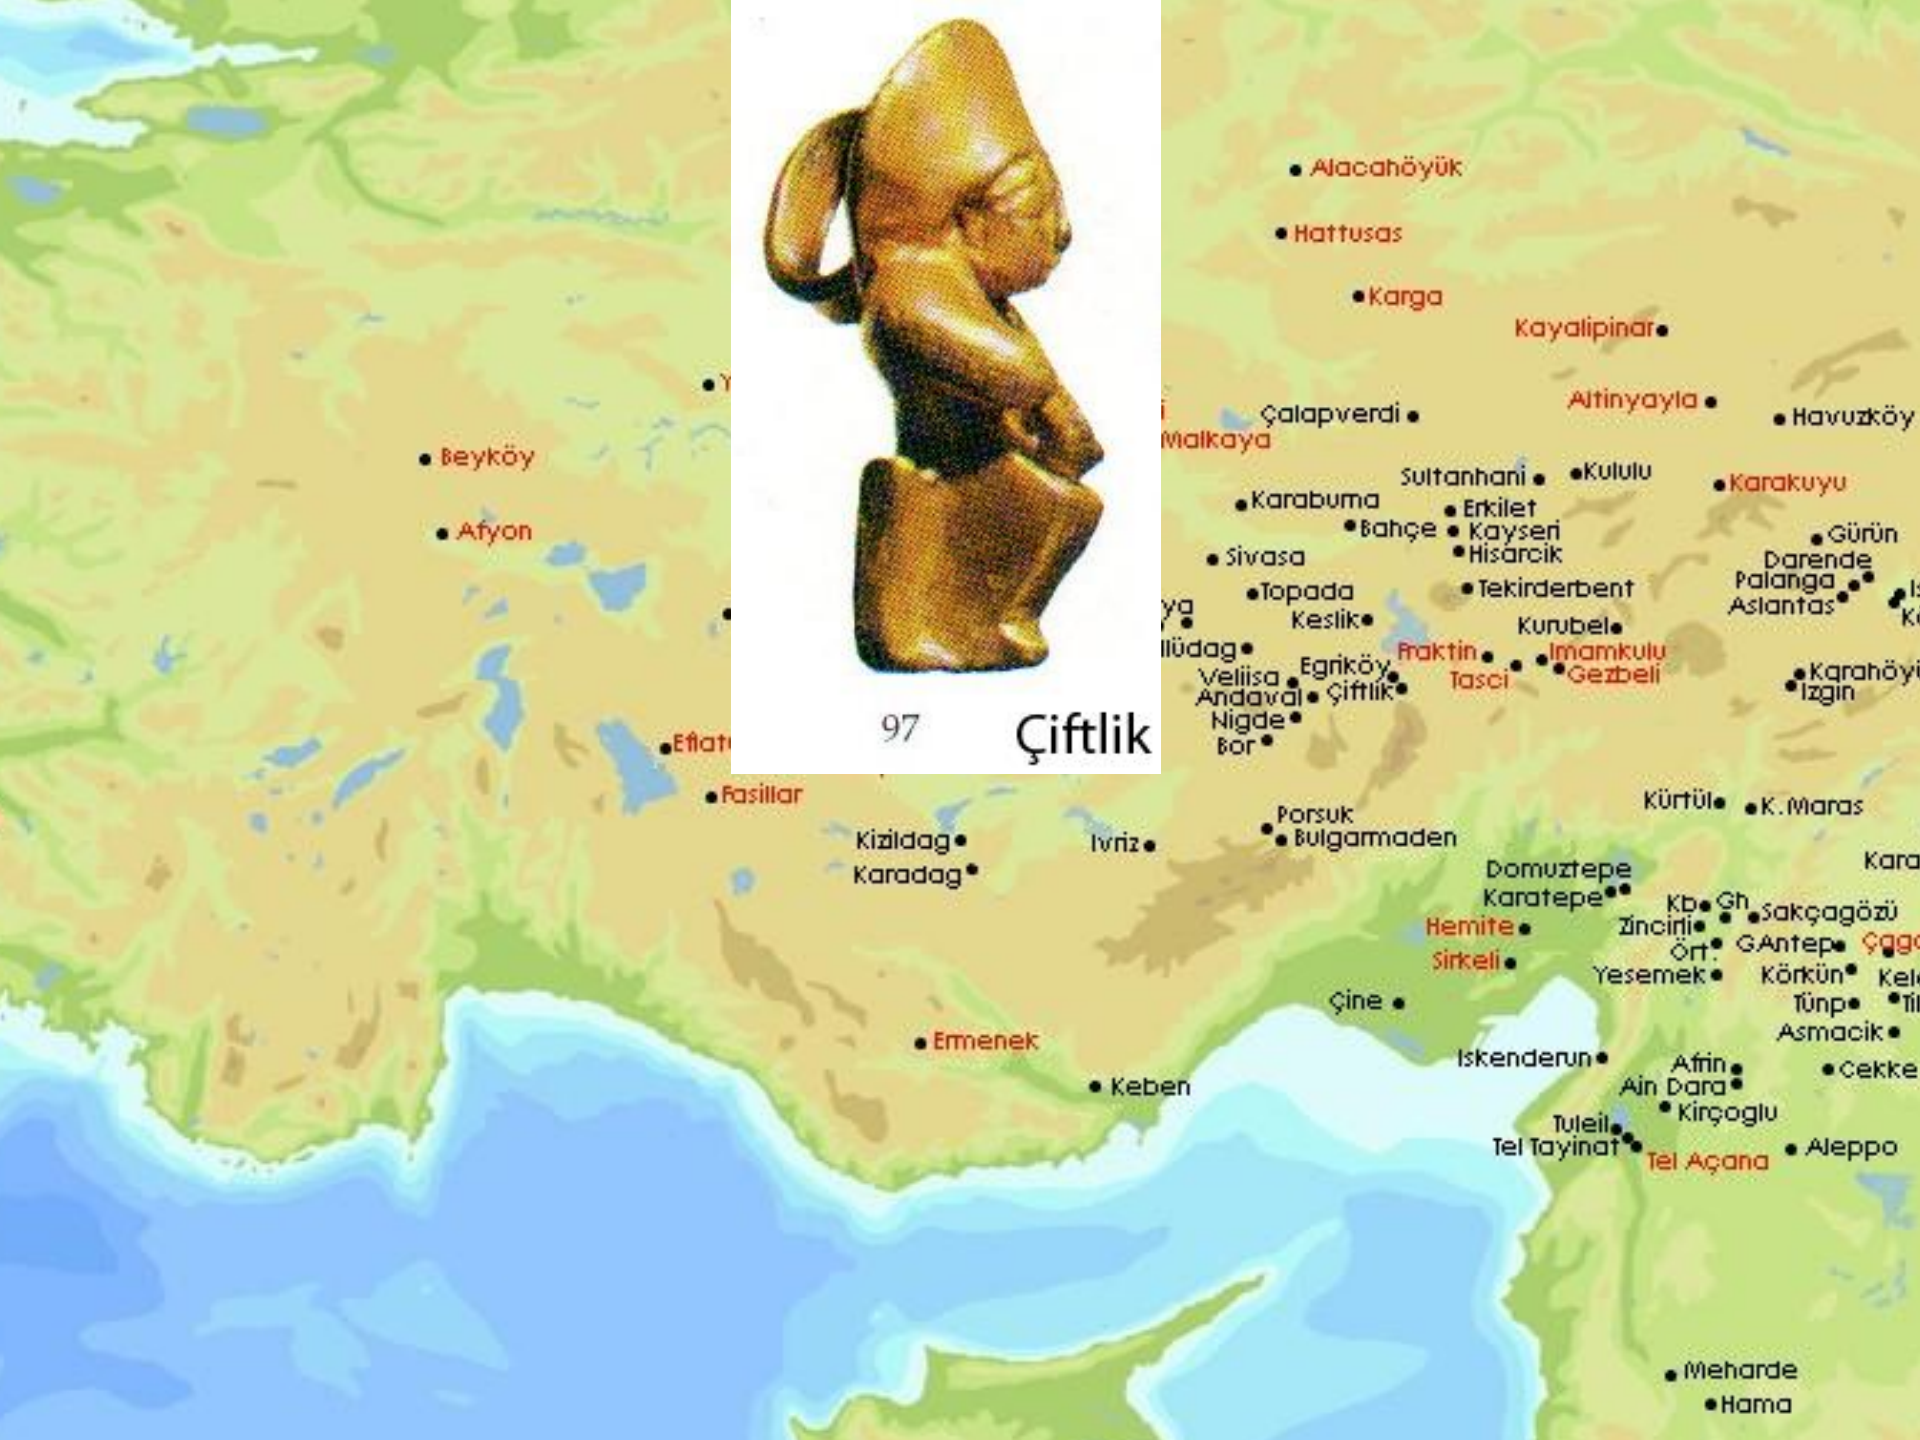 Alacahöyük
Hattusas
Karga
Kayalipinar
Altinyayla
Çalapverdi
Havuzköy
Malkaya
Beyköy
Sultanhani
Kululu
Karakuyu
Karaburna
Erkilet
Bahçe
Kayseri
Afyon
Gürün
Hisarcik
Sivasa
Darende
Palanga
Tekirderbent
Topada
Aslantas
Keslik
Kurubel
Fraktin
Imamkulu
Egriköy
Veliisa
Tasci
Gezbeli
Andaval
Çiftlik
Izgin
Nigde
Bor
97
Çiftlik
Fasillar
Kürtül
K.Maras
Porsuk
Kizildag
Ivriz
Bulgarmaden
Karadag
Domuztepe
Karatepe
Kb
Gh
Sakçagözü
Hemite
Zincirli
Ört.
GAntep
Sirkeli
Yesemek
Körkün
Çine
Tünp
Asmacik
Ermenek
Iskenderun
Afrin
Cekke
Keben
Ain Dara
Kirçoglu
Tuleil
Tel Tayinat
Tel Açana
Aleppo
Meharde
Hama